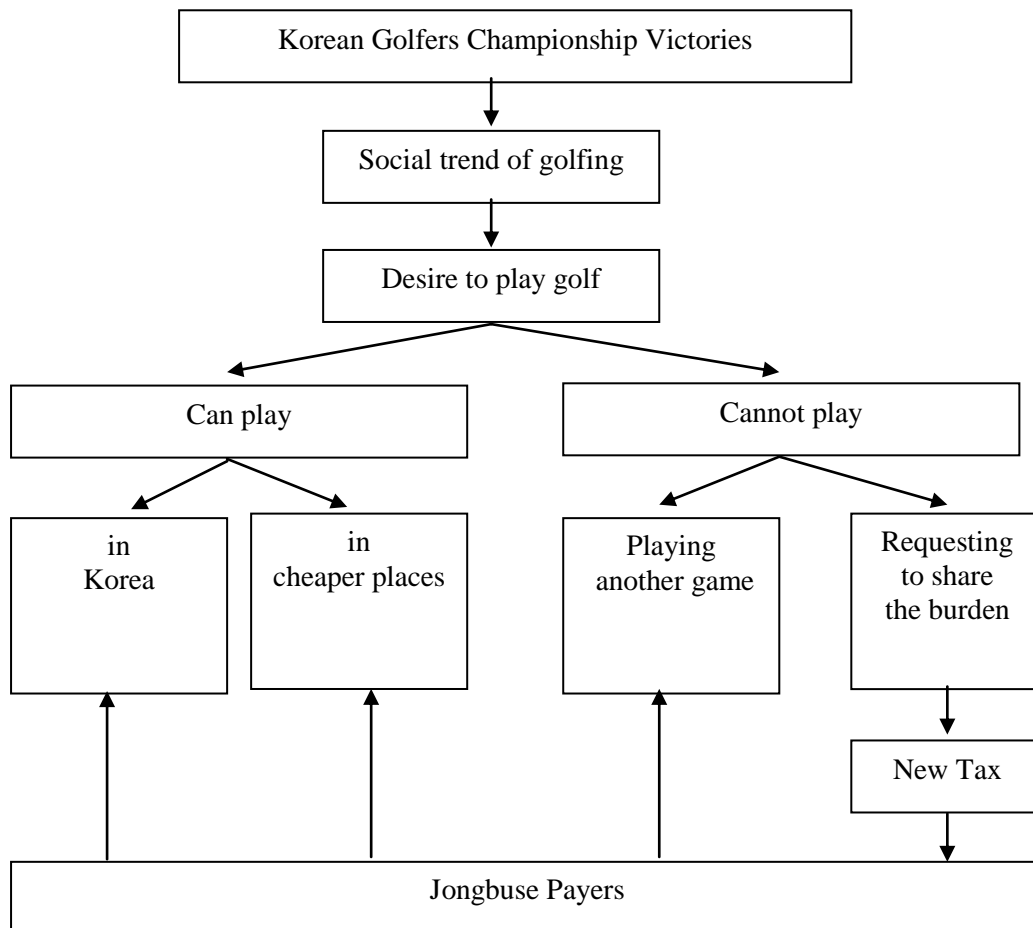 Korean Golfers Championship Victories
Social trend of golfing
Desire to play golf
Can play
Cannot play
in
Korea
in
cheaper places
Playing
another game
Requesting
to share
the burden
New Tax
Jongbuse Payers